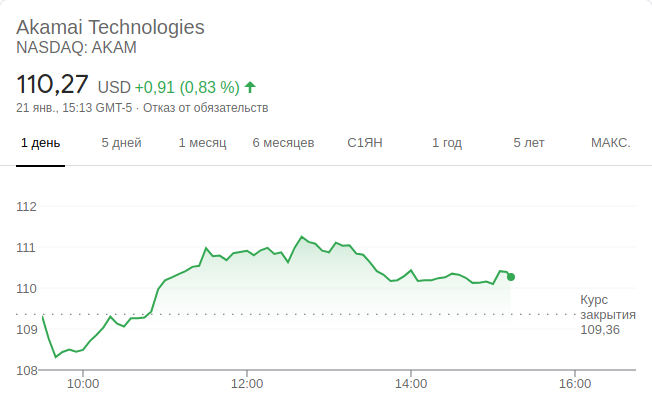 Akamai Technologies
NASDAQ: AKAM
110,27 USD +0,91 (0,83 %)
21 янв., 15:13 GMT-5 · Отказ от обязательств
1 день 5 дней 1 месяц 6 месяцев С1ЯН 1 год 5 лет МАКС.
112
111
110
Курс
закрытия
109
109,36
108
10:00 12:00 14:00 16:00